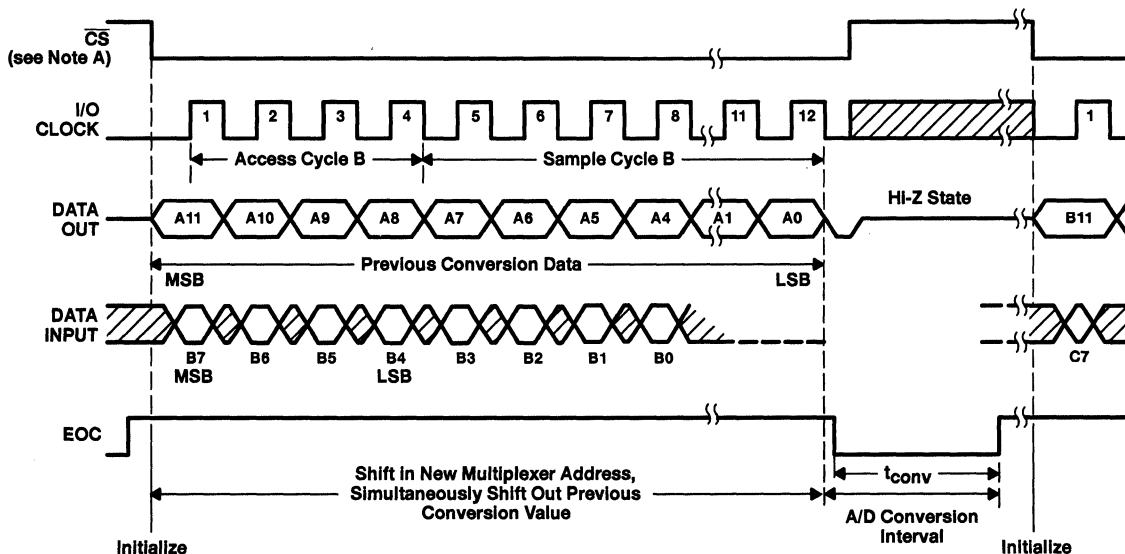 CS
(see Note A)
I/O
CLOCK
1 2 3 4 5 6 7 8 11 12 1
Access Cycle B Sample Cycle B
DATA
OUT
A11 A10 A9 A8 A7 A6 A5 A4 A1 A0 Hi-Z State B11
Previous Conversion Data
MSB LSB
DATA
INPUT
B7 B6 B5 B4 B3 B2 B1 B0 C7
MSB LSB
EOC
Shift in New Multiplexer Address,
Simultaneously Shift Out Previous
Conversion Value
tconv
A/D Conversion
Interval
Initialize Initialize